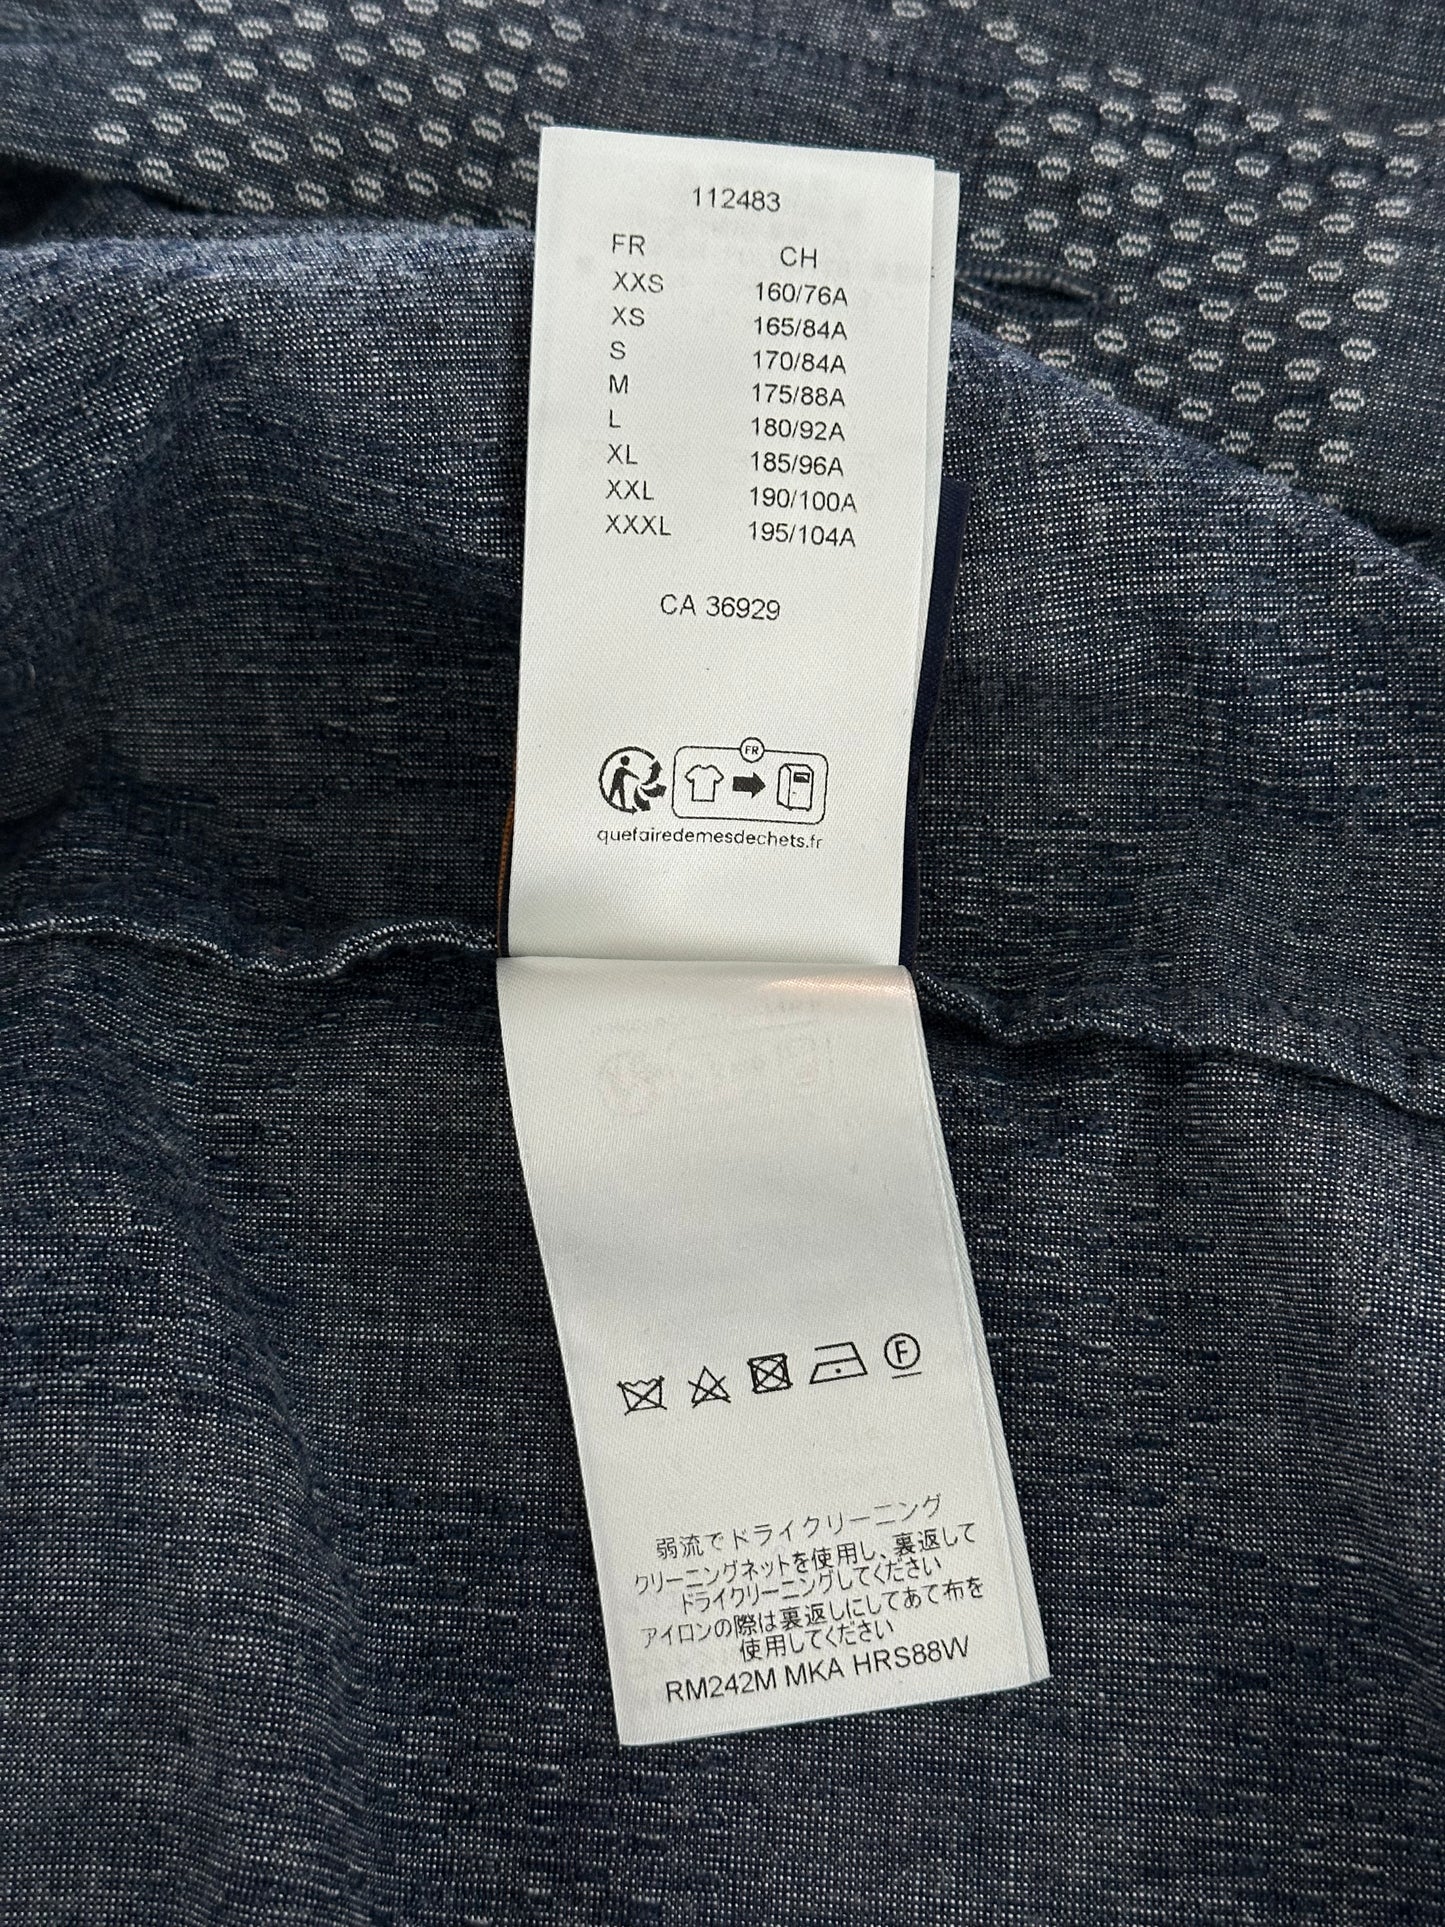 112483
FR CH
XXS 160/76A
XS 165/84A
S 170/84A
M 175/88A
L 180/92A
XL 185/96A
XXL 190/100A
XXXL 195/104A
CA 36929
FR
quefairedemesdechets.fr
F
弱流でドライクリーニング
クリーニングネットを使用し、裏返して
ドライクリーニングしてください
アイロンの際は裏返しにしてあて布を
使用してください
RM242M MKA HRS88W